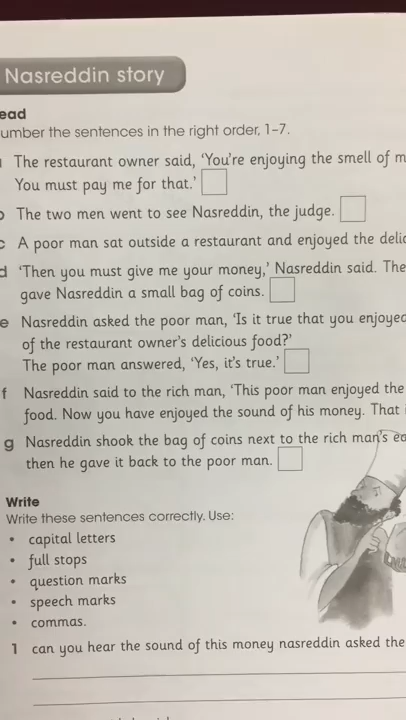 Nasreddin story
ead
umber the sentences in the right order, 1–7.
The restaurant owner said, ‘You're enjoying the smell of m
You must pay me for that.’
b The two men went to see Nasreddin, the judge.
c A poor man sat outside a restaurant and enjoyed the delic
d ‘Then you must give me your money,’ Nasreddin said. The
gave Nasreddin a small bag of coins.
e Nasreddin asked the poor man, ‘Is it true that you enjoyed
of the restaurant owner's delicious food?’
The poor man answered, ‘Yes, it's true.’
f Nasreddin said to the rich man, ‘This poor man enjoyed the
food. Now you have enjoyed the sound of his money. That i
g Nasreddin shook the bag of coins next to the rich man's ea
then he gave it back to the poor man.
Write
Write these sentences correctly. Use:
• capital letters
• full stops
• question marks
• speech marks
• commas.
1 can you hear the sound of this money nasreddin asked the